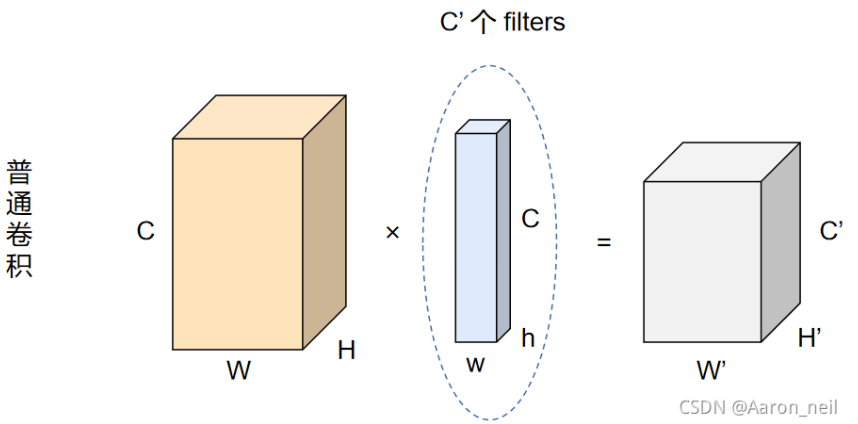 C’ 个 filters
普通卷积
C
×
C
=
C’
h
H’
H
w
W
W’
CSDN @Aaron_neil